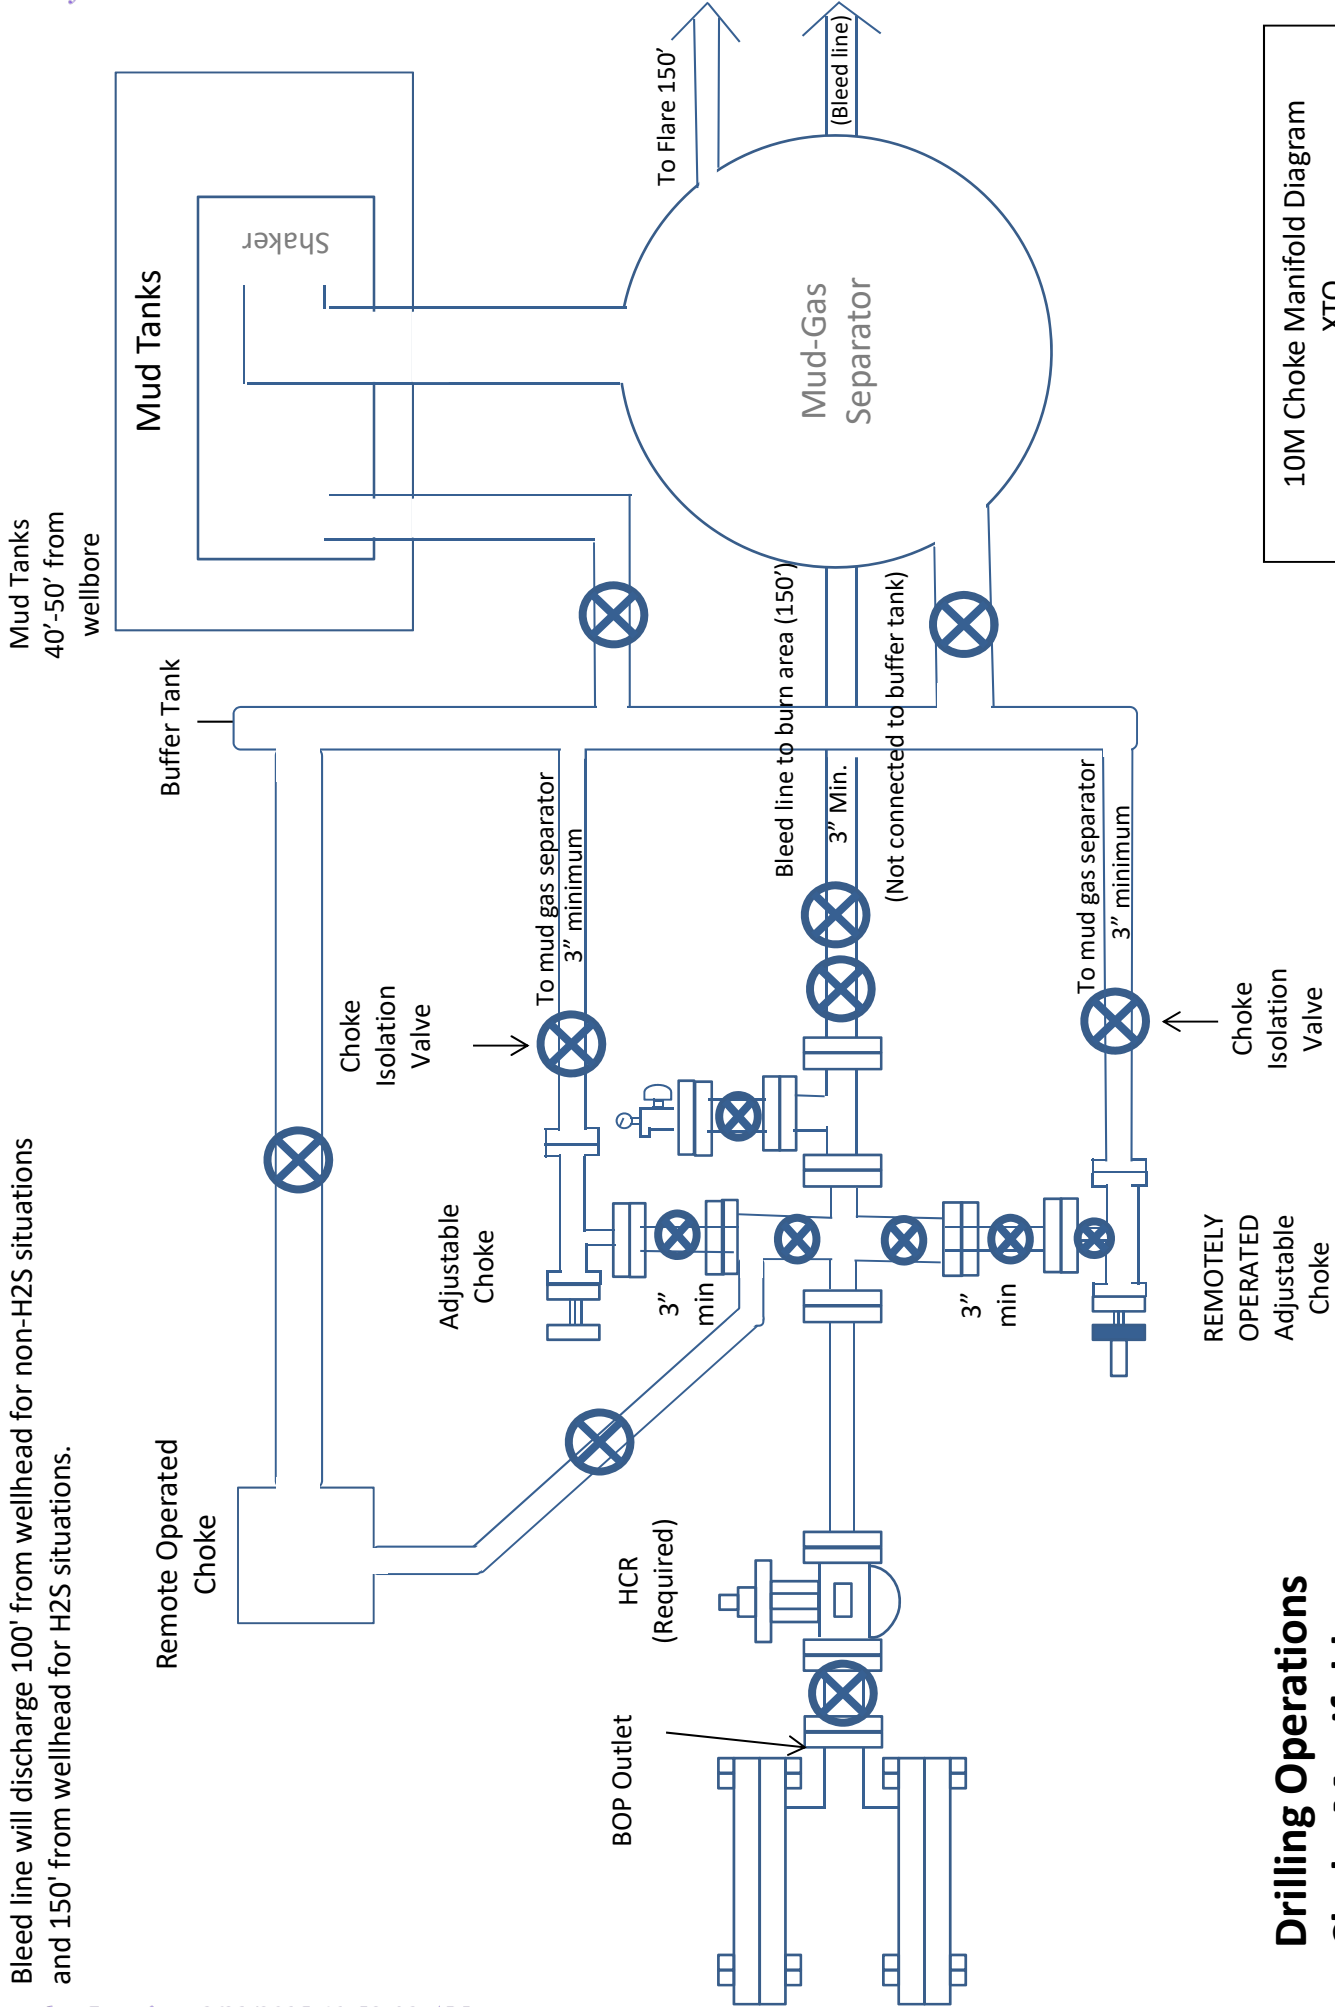 Bleed line will discharge 100' from wellhead for non-H2S situations
and 150' from wellhead for H2S situations.
Mud Tanks
40’-50’ from
wellbore
Mud Tanks
Shaker
Buffer Tank
Remote Operated
Choke
Choke
Isolation
Valve
Adjustable
Choke
To mud gas separator
3” minimum
To Flare 150’
(Bleed line)
Mud-Gas
Separator
Bleed line to burn area (150’)
3” Min.
(Not connected to buffer tank)
HCR
(Required)
BOP Outlet
3”
min
3”
min
To mud gas separator
3” minimum
REMOTELY
OPERATED
Adjustable
Choke
Choke
Isolation
Valve
10M Choke Manifold Diagram
XTO
Drilling Operations